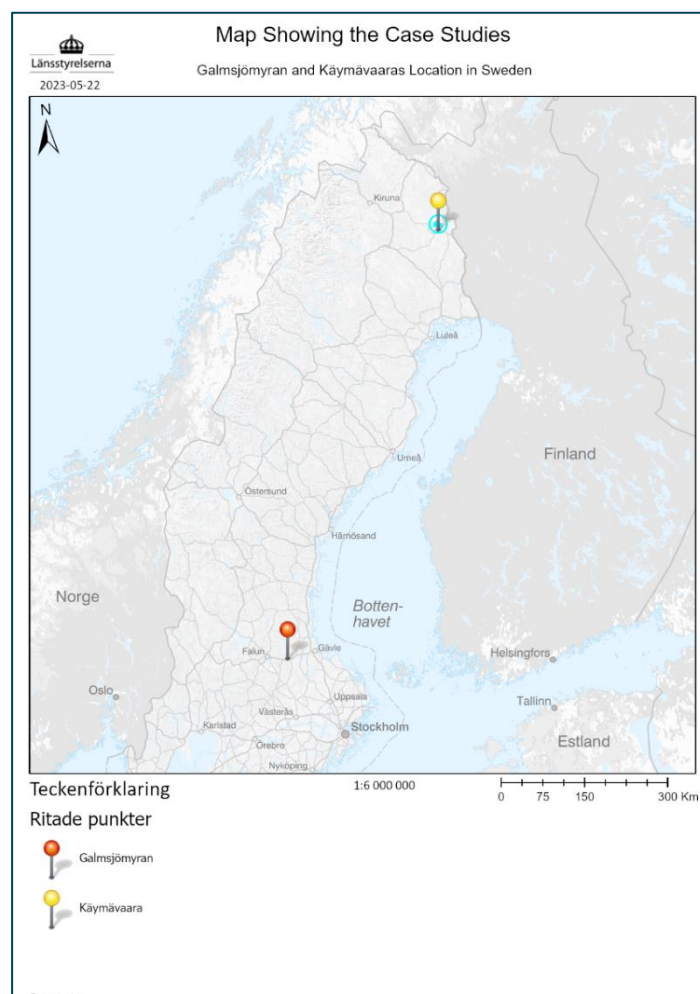 Map Showing the Case Studies
Länsstyrelserna
2023-05-22
Galmsjömyran and Käymävaaras Location in Sweden
N
Kiruna
Luleå
Umeå
Finland
Östersund
Härnösand
Norge
Botten-
havet
Falun
Gävle
Helsingfors
Oslo
Uppsala
Tallinn
Västerås
Karlstad
Stockholm
Örebro
Estland
Nyköping
Teckenförklaring
1:6 000 000
0 75 150 300 Km
Ritade punkter
Galmsjömyran
Käymävaara